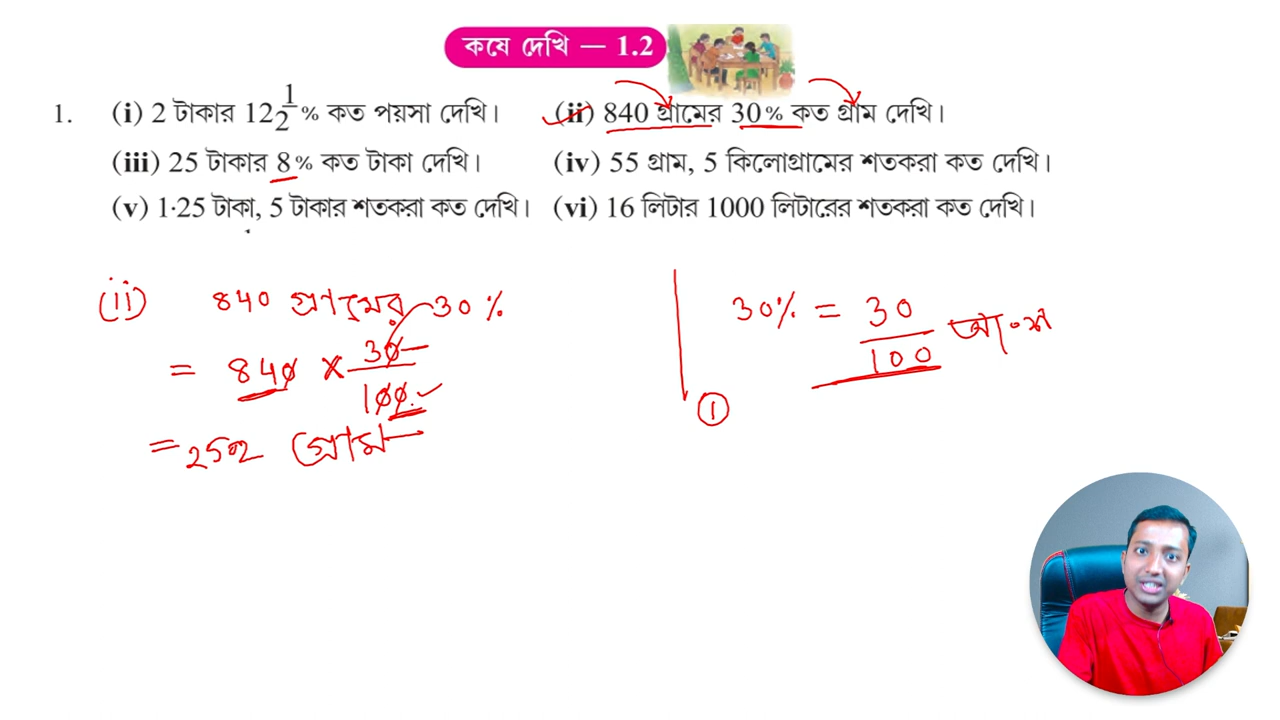 কষে দেখি — 1.2
1. (i) 2 টাকার 12 1/2 % কত পয়সা দেখি। (ii) 840 গ্রামের 30% কত গ্রাম দেখি।
(iii) 25 টাকার 8% কত টাকা দেখি। (iv) 55 গ্রাম, 5 কিলোগ্রামের শতকরা কত দেখি।
(v) 1·25 টাকা, 5 টাকার শতকরা কত দেখি। (vi) 16 লিটার 1000 লিটারের শতকরা কত দেখি।
(ii) 840 গ্রামের 30%
= 840 × 30/100
= 252 গ্রাম
30% = 30/100 অংশ
1